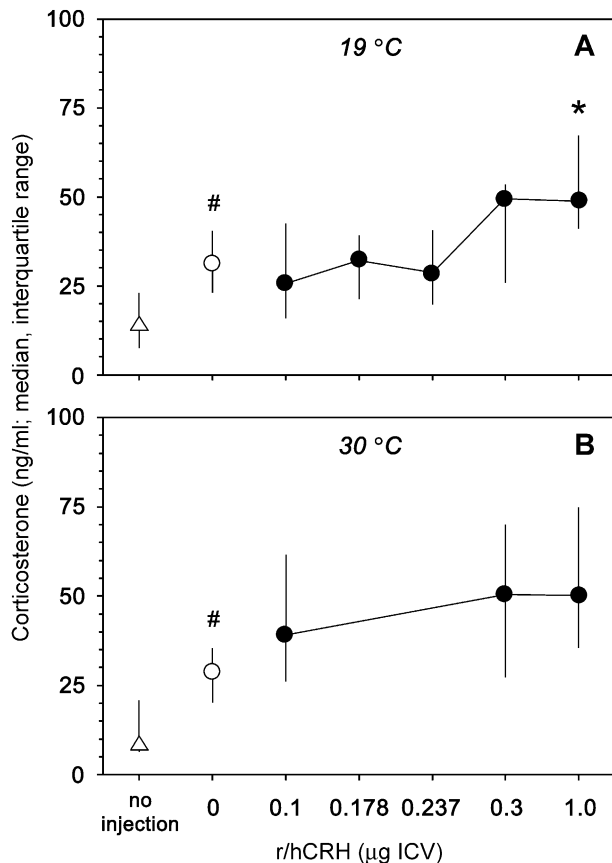 Corticosterone (ng/ml; median, interquartile range)
100
19 °C
A
75
*
50
#
25
0
100
30 °C
B
75
50
#
25
0
no injection
0
0.1
0.178
0.237
0.3
1.0
r/hCRH (μg ICV)